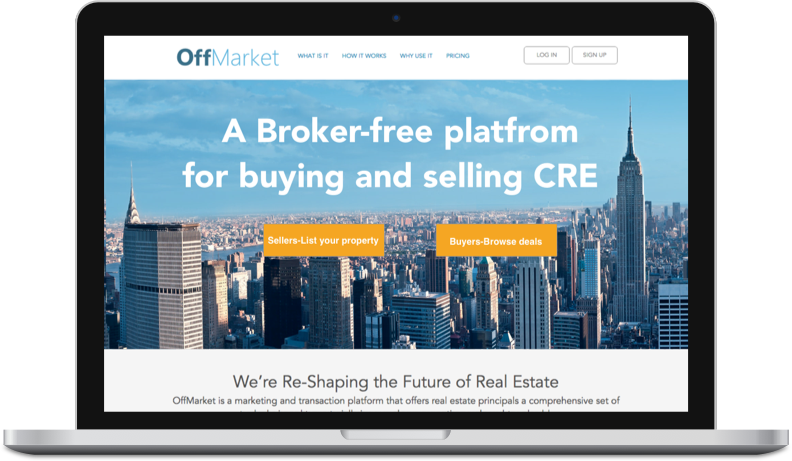 OffMarket
WHAT IS IT HOW IT WORKS WHY USE IT PRICING LOG IN SIGN UP
A Broker-free platfrom
for buying and selling CRE
Sellers-List your property Buyers-Browse deals
We're Re-Shaping the Future of Real Estate
OffMarket is a marketing and transaction platform that offers real estate principals a comprehensive set of